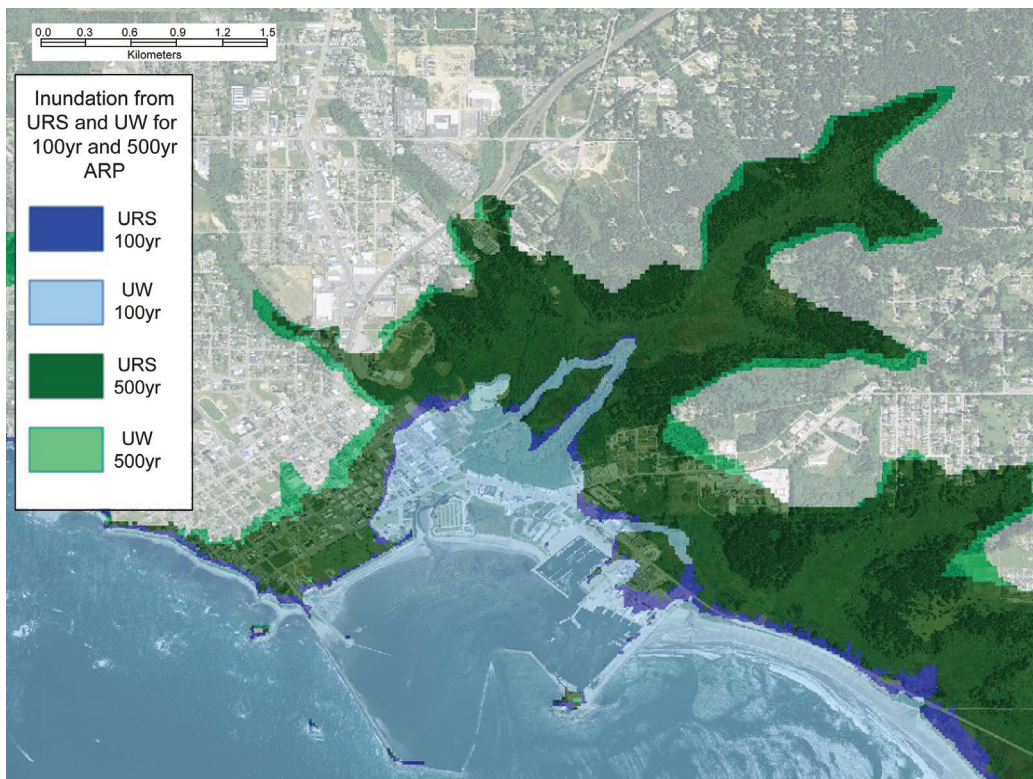 0.0 0.3 0.6 0.9 1.2 1.5
Kilometers
Inundation from
URS and UW for
100yr and 500yr
ARP
URS
100yr
UW
100yr
URS
500yr
UW
500yr